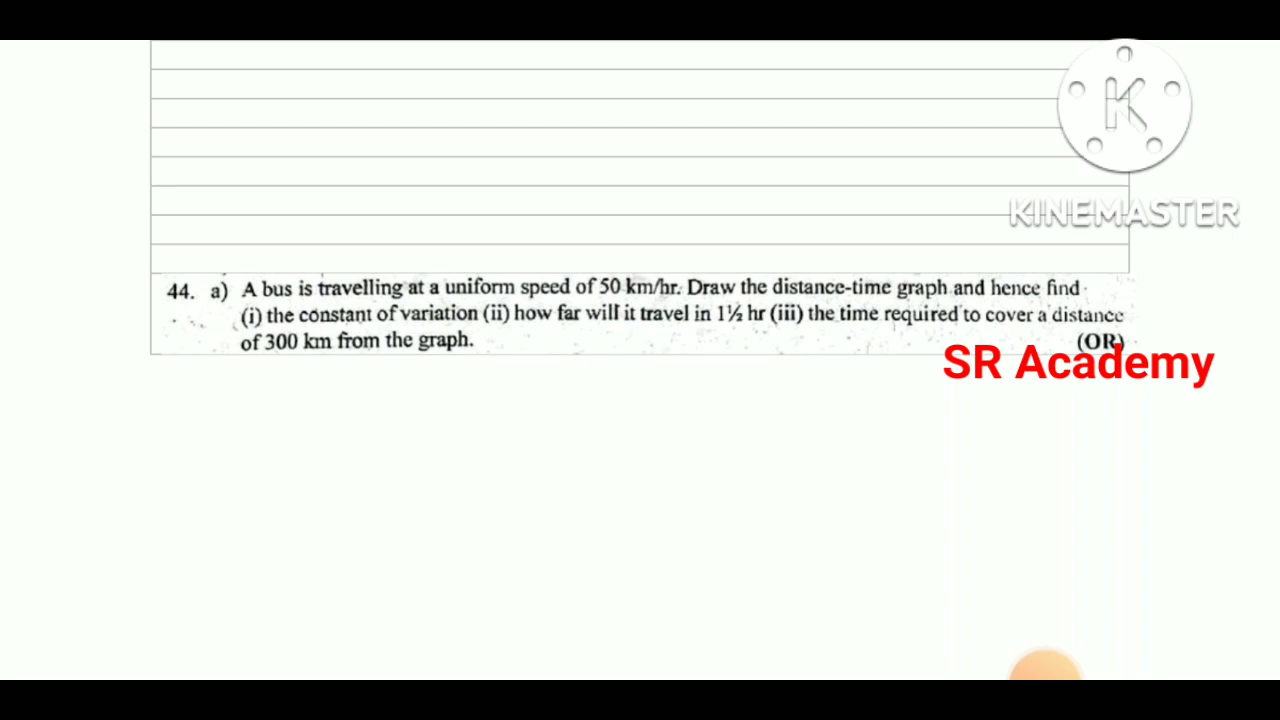 K
KINEMASTER
44. a) A bus is travelling at a uniform speed of 50 km/hr. Draw the distance-time graph and hence find
(i) the constant of variation (ii) how far will it travel in 1½ hr (iii) the time required to cover a distance
of 300 km from the graph. (OR)
SR Academy